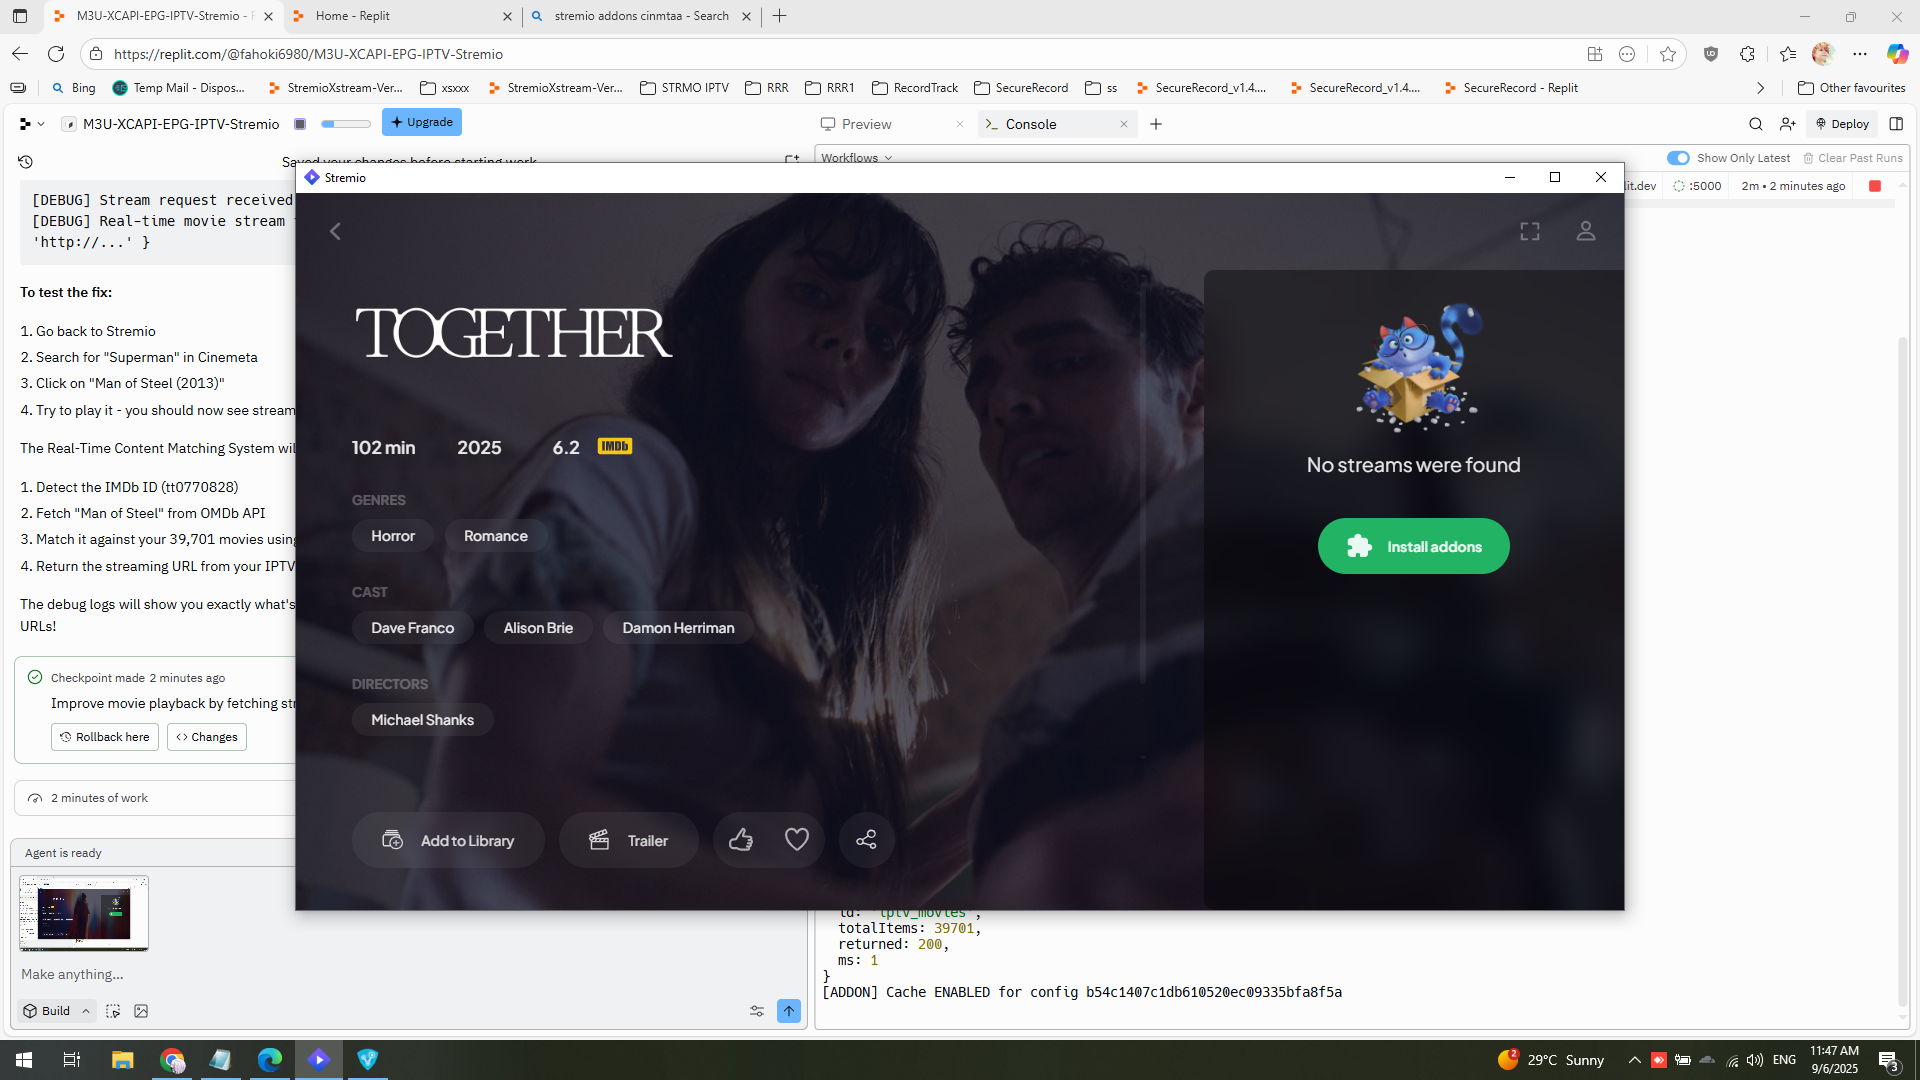 M3U-XCAPI-EPG-IPTV-Stremio -
Home - Replit
stremio addons cinmtaa - Search
https://replit.com/@fahoki6980/M3U-XCAPI-EPG-IPTV-Stremio
Bing
Temp Mail - Dispos...
StremioXstream-Ver...
xsxxx
StremioXstream-Ver...
STRMO IPTV
RRR
RRR1
RecordTrack
SecureRecord
ss
SecureRecord_v1.4....
SecureRecord_v1.4....
SecureRecord - Replit
Other favourites
M3U-XCAPI-EPG-IPTV-Stremio
Upgrade
Preview
Console
Deploy
Saved your changes before starting work
Workflows
Show Only Latest
Clear Past Runs
lit.dev
:5000
2m • 2 minutes ago
[DEBUG] Stream request received
[DEBUG] Real-time movie stream
'http://...' }
To test the fix:
1. Go back to Stremio
2. Search for "Superman" in Cinemeta
3. Click on "Man of Steel (2013)"
4. Try to play it - you should now see stream
The Real-Time Content Matching System wil
1. Detect the IMDb ID (tt0770828)
2. Fetch "Man of Steel" from OMDb API
3. Match it against your 39,701 movies using
4. Return the streaming URL from your IPTV
The debug logs will show you exactly what's
URLs!
Checkpoint made 2 minutes ago
Improve movie playback by fetching str
Rollback here
Changes
2 minutes of work
Agent is ready
Make anything...
Build
Stremio
TOGETHER
102 min
2025
6.2
IMDb
GENRES
Horror
Romance
CAST
Dave Franco
Alison Brie
Damon Herriman
DIRECTORS
Michael Shanks
Add to Library
Trailer
No streams were found
Install addons
id: 'iptv_movies',
totalItems: 39701,
returned: 200,
ms: 1
}
[ADDON] Cache ENABLED for config b54c1407c1db610520ec09335bfa8f5a
2
29°C Sunny
ENG
11:47 AM
9/6/2025
3